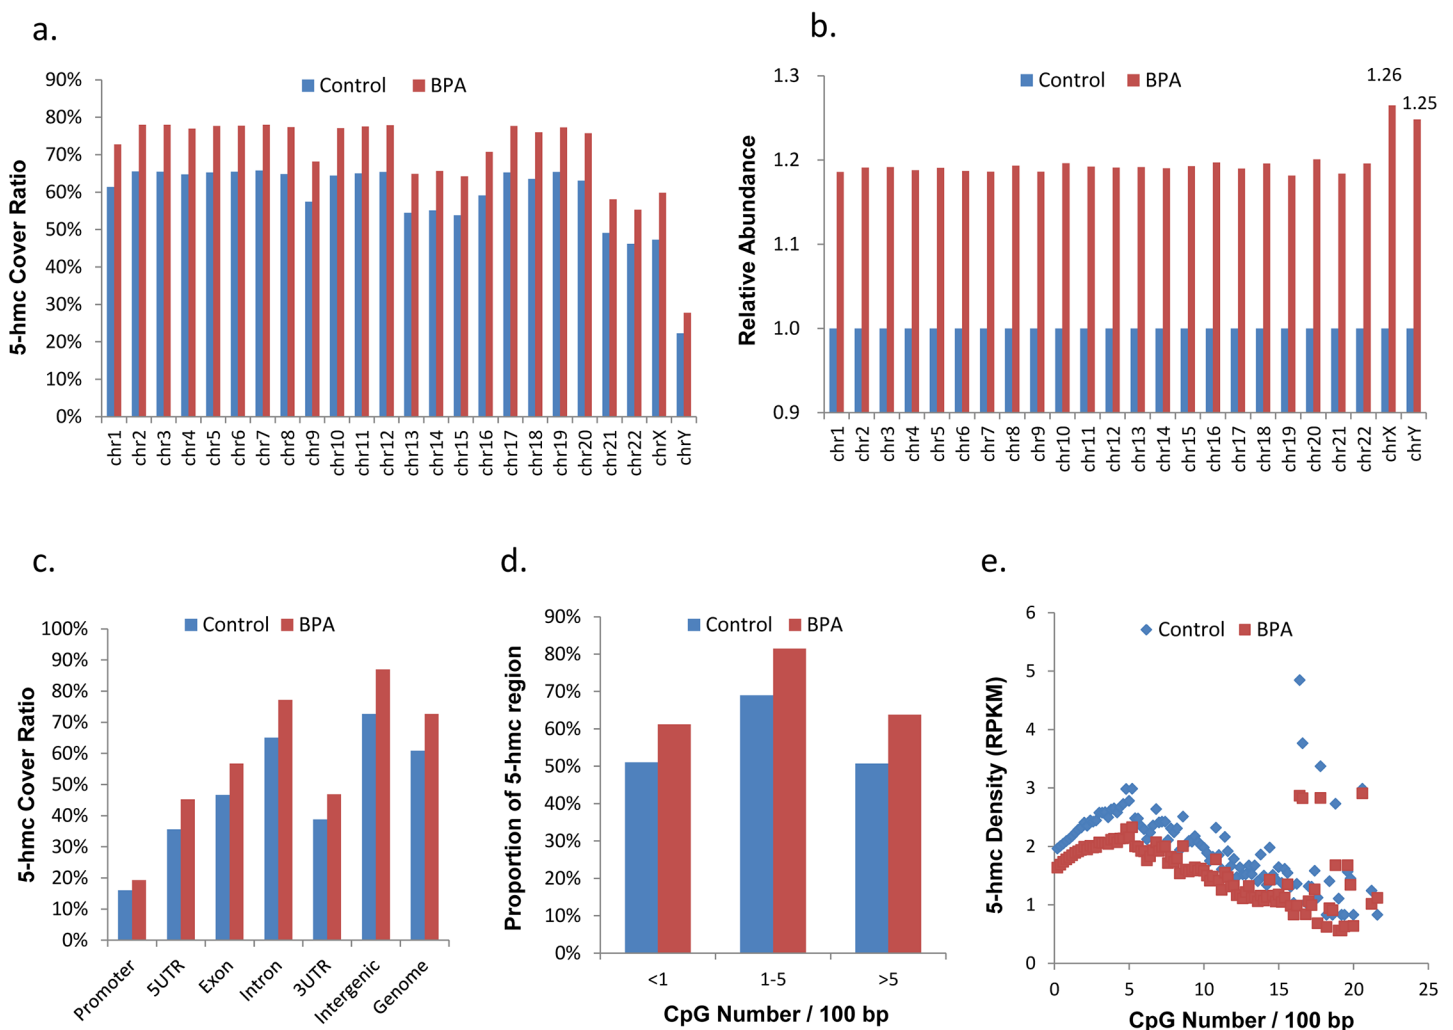 a.
Control BPA
5-hmc Cover Ratio
90%
80%
70%
60%
50%
40%
30%
20%
10%
0%
chr1 chr2 chr3 chr4 chr5 chr6 chr7 chr8 chr9 chr10 chr11 chr12 chr13 chr14 chr15 chr16 chr17 chr18 chr19 chr20 chr21 chr22 chrX chrY
b.
Control BPA
1.26
1.25
Relative Abundance
1.3
1.2
1.1
1.0
0.9
chr1 chr2 chr3 chr4 chr5 chr6 chr7 chr8 chr9 chr10 chr11 chr12 chr13 chr14 chr15 chr16 chr17 chr18 chr19 chr20 chr21 chr22 chrX chrY
c.
Control BPA
5-hmc Cover Ratio
100%
90%
80%
70%
60%
50%
40%
30%
20%
10%
0%
Promoter 5UTR Exon Intron 3UTR Intergenic Genome
d.
Control BPA
Proportion of 5-hmc region
90%
80%
70%
60%
50%
40%
30%
20%
10%
0%
<1 1-5 >5
CpG Number / 100 bp
e.
Control BPA
5-hmc Density (RPKM)
6
5
4
3
2
1
0
0 5 10 15 20 25
CpG Number / 100 bp